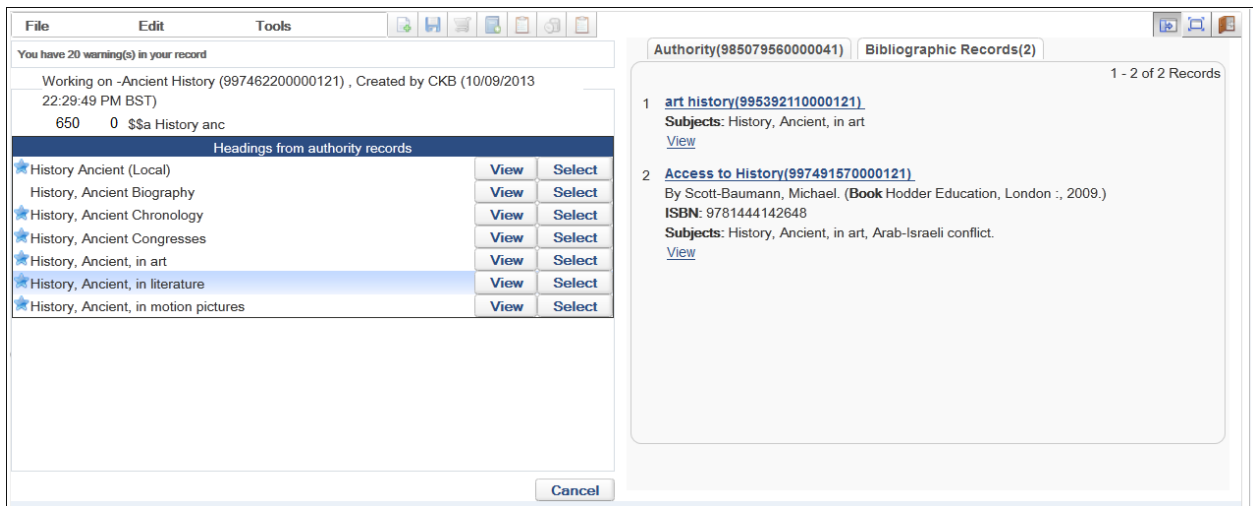 File Edit Tools
You have 20 warning(s) in your record
Working on -Ancient History (997462200000121) , Created by CKB (10/09/2013
22:29:49 PM BST)
650 0 $$a History anc
Headings from authority records
History Ancient (Local) View Select
History, Ancient Biography View Select
History, Ancient Chronology View Select
History, Ancient Congresses View Select
History, Ancient, in art View Select
History, Ancient, in literature View Select
History, Ancient, in motion pictures View Select
Cancel
Authority(985079560000041) Bibliographic Records(2)
1 - 2 of 2 Records
1 art history(995392110000121)
Subjects: History, Ancient, in art
View
2 Access to History(997491570000121)
By Scott-Baumann, Michael. (Book Hodder Education, London :, 2009.)
ISBN: 9781444142648
Subjects: History, Ancient, in art, Arab-Israeli conflict.
View